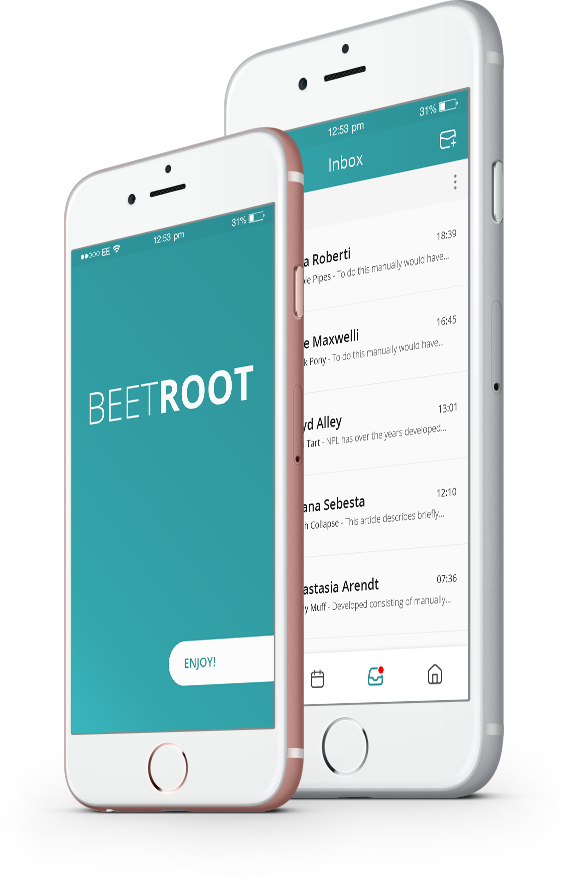 EE
12:53 pm
31%
BEETROOT
ENJOY!
12:53 pm
31%
Inbox
a Roberti
18:39
le Pipes - To do this manually would have...
e Maxwelli
16:45
k Pony - To do this manually would have...
yd Alley
13:01
Tart - NPL has over the years developed...
ana Sebesta
12:10
h Collapse - This article describes briefly...
astasia Arendt
07:36
y Muff - Developed consisting of manually...